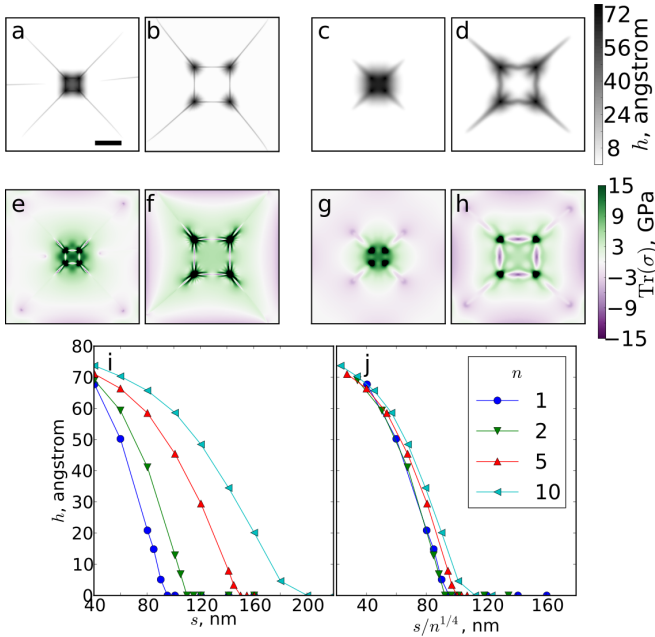 a
b
c
d
72
56
40
24
8
h, angstrom
e
f
g
h
15
9
3
−3
−9
−15
Tr(σ), GPa
i
j
80
70
60
50
40
30
20
10
0
h, angstrom
40 80 120 160 200
s, nm
40 80 120 160
s/n^{1/4}
n
1
2
5
10